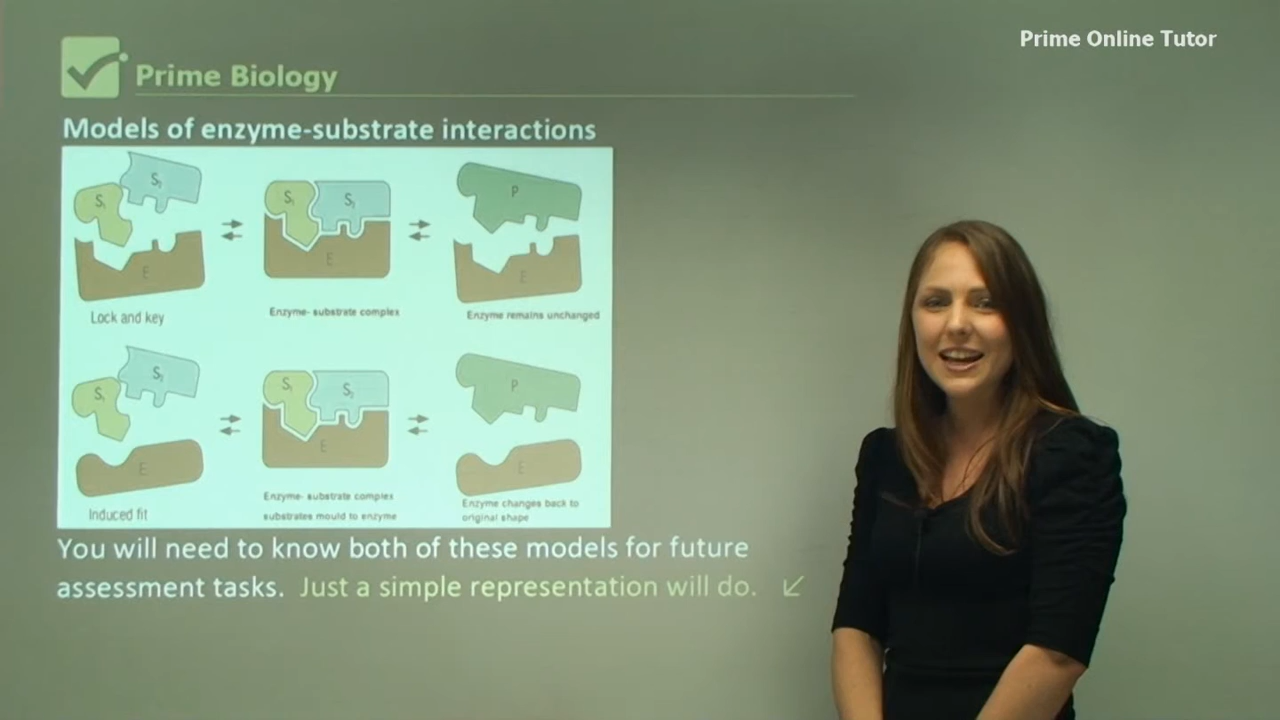 Prime Online Tutor
Prime Biology
Models of enzyme-substrate interactions
S₁ S₂ E
S₁ S₂ E
P E
Lock and key
Enzyme- substrate complex
Enzyme remains unchanged
S₁ S₂ E
S₁ S₂ E
P E
Induced fit
Enzyme- substrate complex
substrates mould to enzyme
Enzyme changes back to
original shape
You will need to know both of these models for future
assessment tasks. Just a simple representation will do.